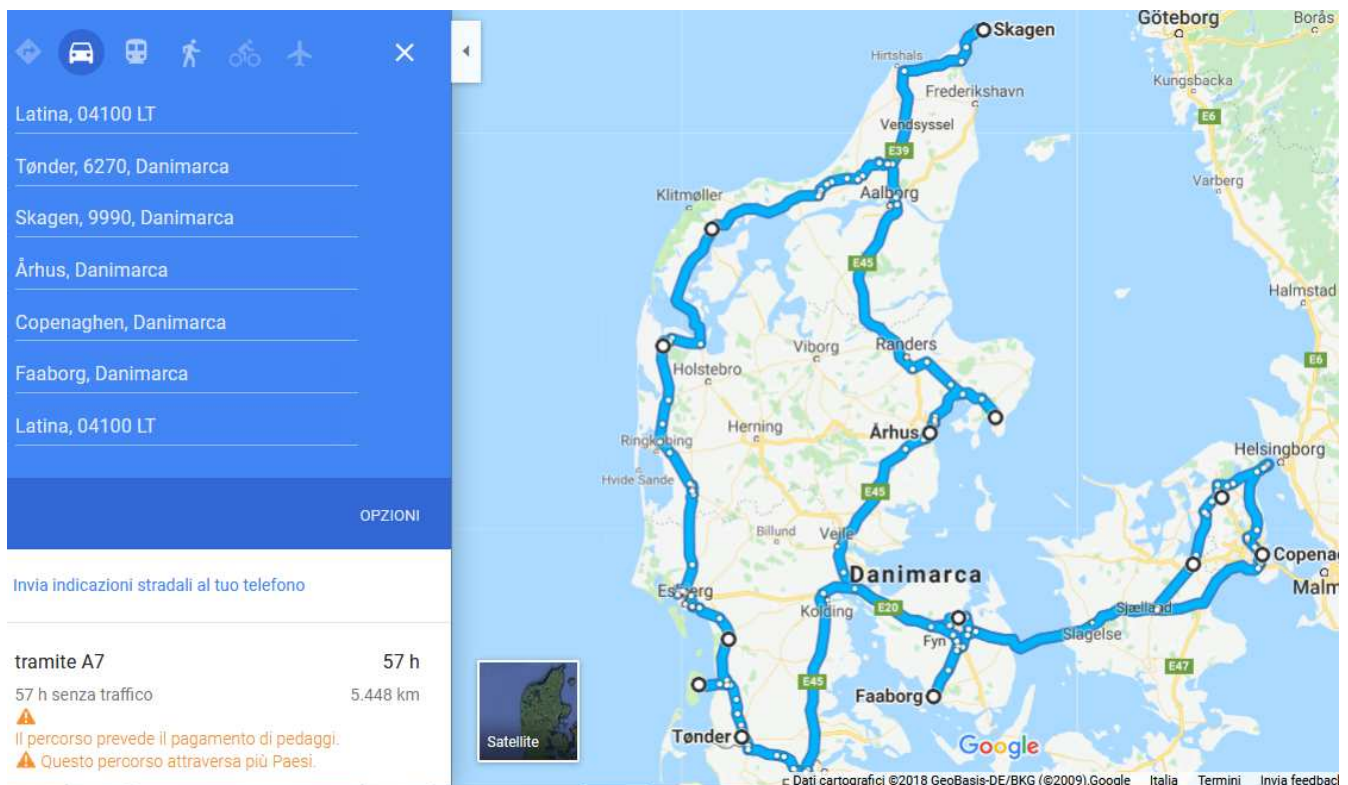 Latina, 04100 LT
Tønder, 6270, Danimarca
Skagen, 9990, Danimarca
Århus, Danimarca
Copenaghen, Danimarca
Faaborg, Danimarca
Latina, 04100 LT
OPZIONI
Invia indicazioni stradali al tuo telefono
tramite A7 57 h
57 h senza traffico 5.448 km
Il percorso prevede il pagamento di pedaggi.
Questo percorso attraversa più Paesi.
Satellite
Göteborg
Borås
Skagen
Hirtshals
Kungsbacka
Frederikshavn
E6
Vendsyssel
E39
Varberg
Klitmøller
Aalborg
E45
Halmstad
Viborg
Randers
E6
Holstebro
Herning
Århus
Ringkøbing
Helsingborg
Hvide Sande
E45
Billund
Vejle
Copena
Danimarca
Malm
Esbjerg
Kolding
E20
Sjælland
Fyn
Slagelse
E47
E45
Faaborg
Tønder
Google
Dati cartografici ©2018 GeoBasis-DE/BKG (©2009),Google Italia Termini Invia feedbac